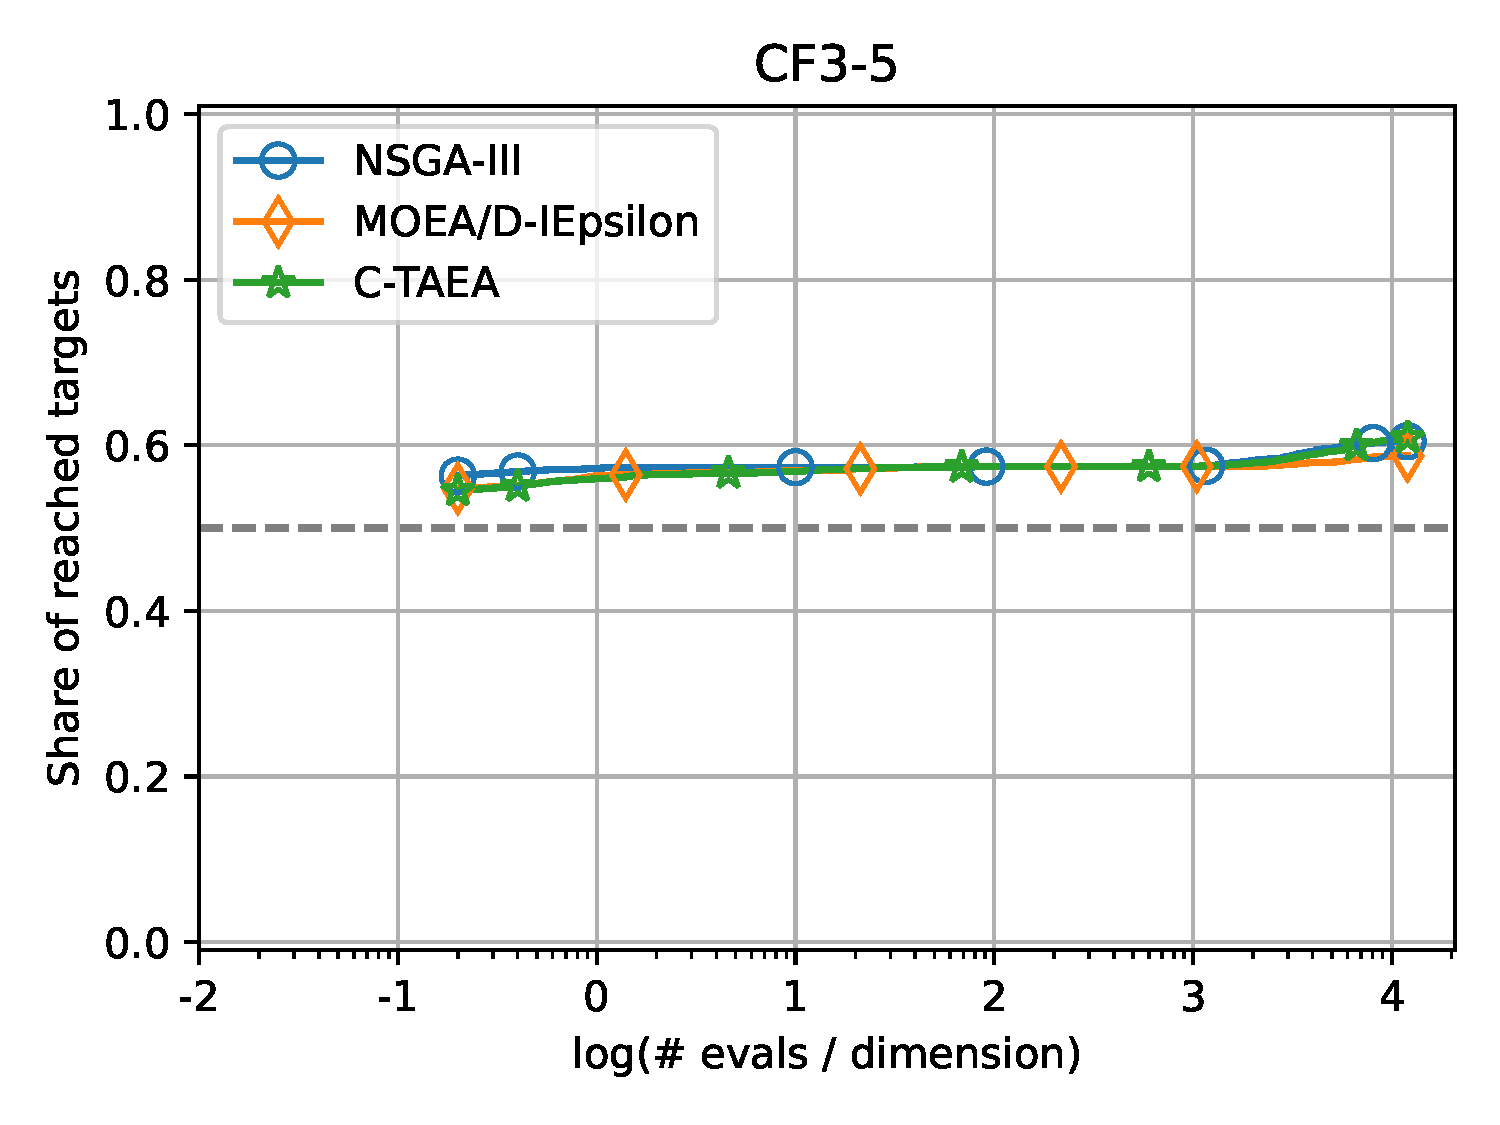 CF3-5
NSGA-III
MOEA/D-IEpsilon
C-TAEA
Share of reached targets
1.0
0.8
0.6
0.4
0.2
0.0
-2 -1 0 1 2 3 4
log(# evals / dimension)